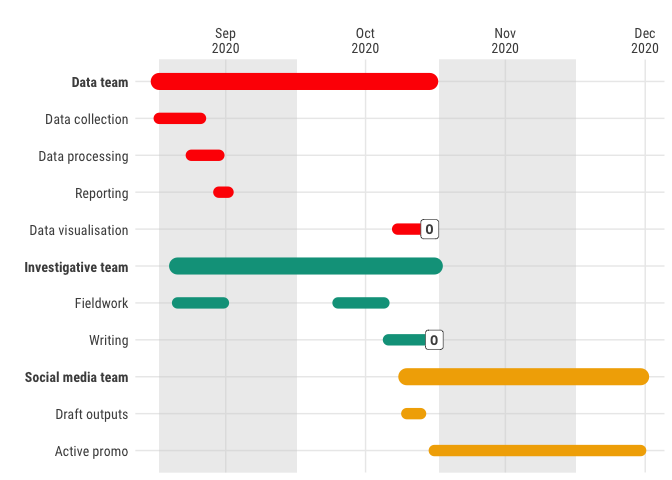 Sep Oct Nov Dec
2020 2020 2020 2020
Data team
Data collection
Data processing
Reporting
Data visualisation 0
Investigative team
Fieldwork
Writing 0
Social media team
Draft outputs
Active promo